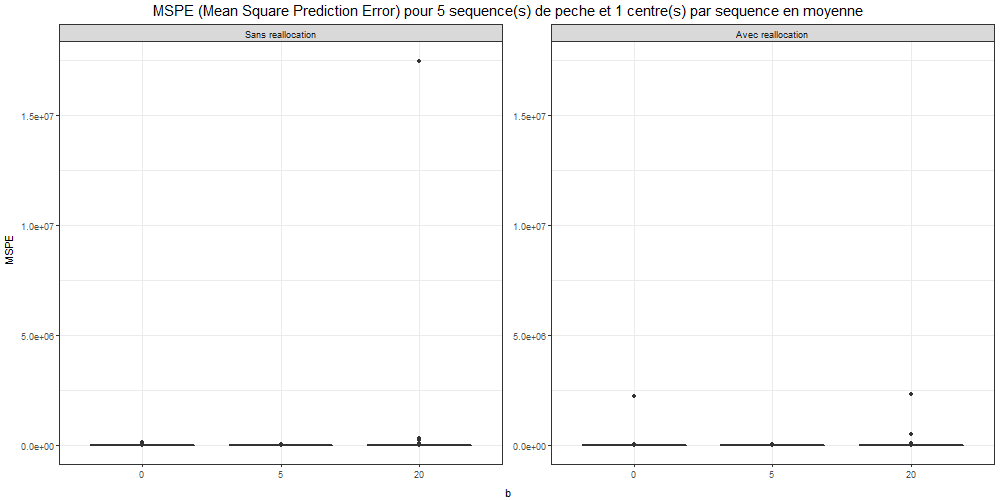 MSPE (Mean Square Prediction Error) pour 5 sequence(s) de peche et 1 centre(s) par sequence en moyenne
Sans reallocation
Avec reallocation
MSPE
1.5e+07
1.0e+07
5.0e+06
0.0e+00
1.5e+07
1.0e+07
5.0e+06
0.0e+00
0 5 20
0 5 20
b